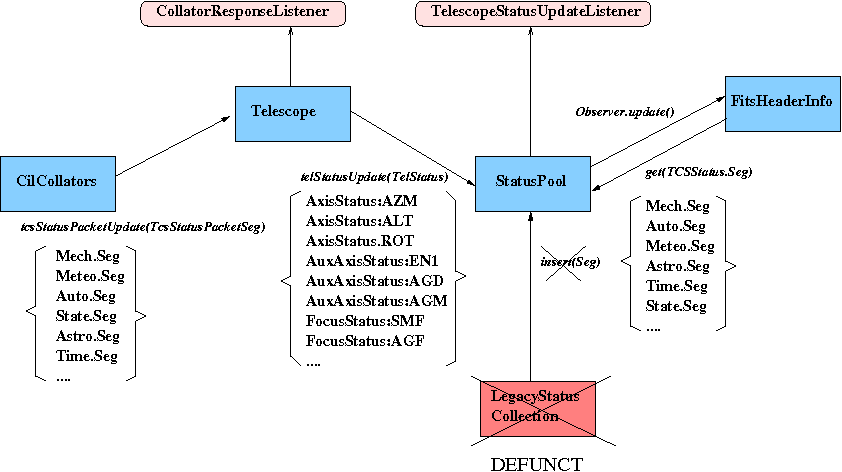 CollatorResponseListener
TelescopeStatusUpdateListener
Telescope
Observer.update()
FitsHeaderInfo
CilCollators
telStatusUpdate(TelStatus)
StatusPool
get(TCSStatus.Seg)
tcsStatusPacketUpdate(TcsStatusPacketSeg)
Mech.Seg
Meteo.Seg
Auto.Seg
State.Seg
Astro.Seg
Time.Seg
....
AxisStatus:AZM
AxisStatus:ALT
AxisStatus.ROT
AuxAxisStatus:EN1
AuxAxisStatus:AGD
AuxAxisStatus:AGM
FocusStatus:SMF
FocusStatus:AGF
....
insert(Seg)
Mech.Seg
Auto.Seg
Meteo.Seg
Astro.Seg
Time.Seg
State.Seg
....
LegacyStatus
Collection
DEFUNCT